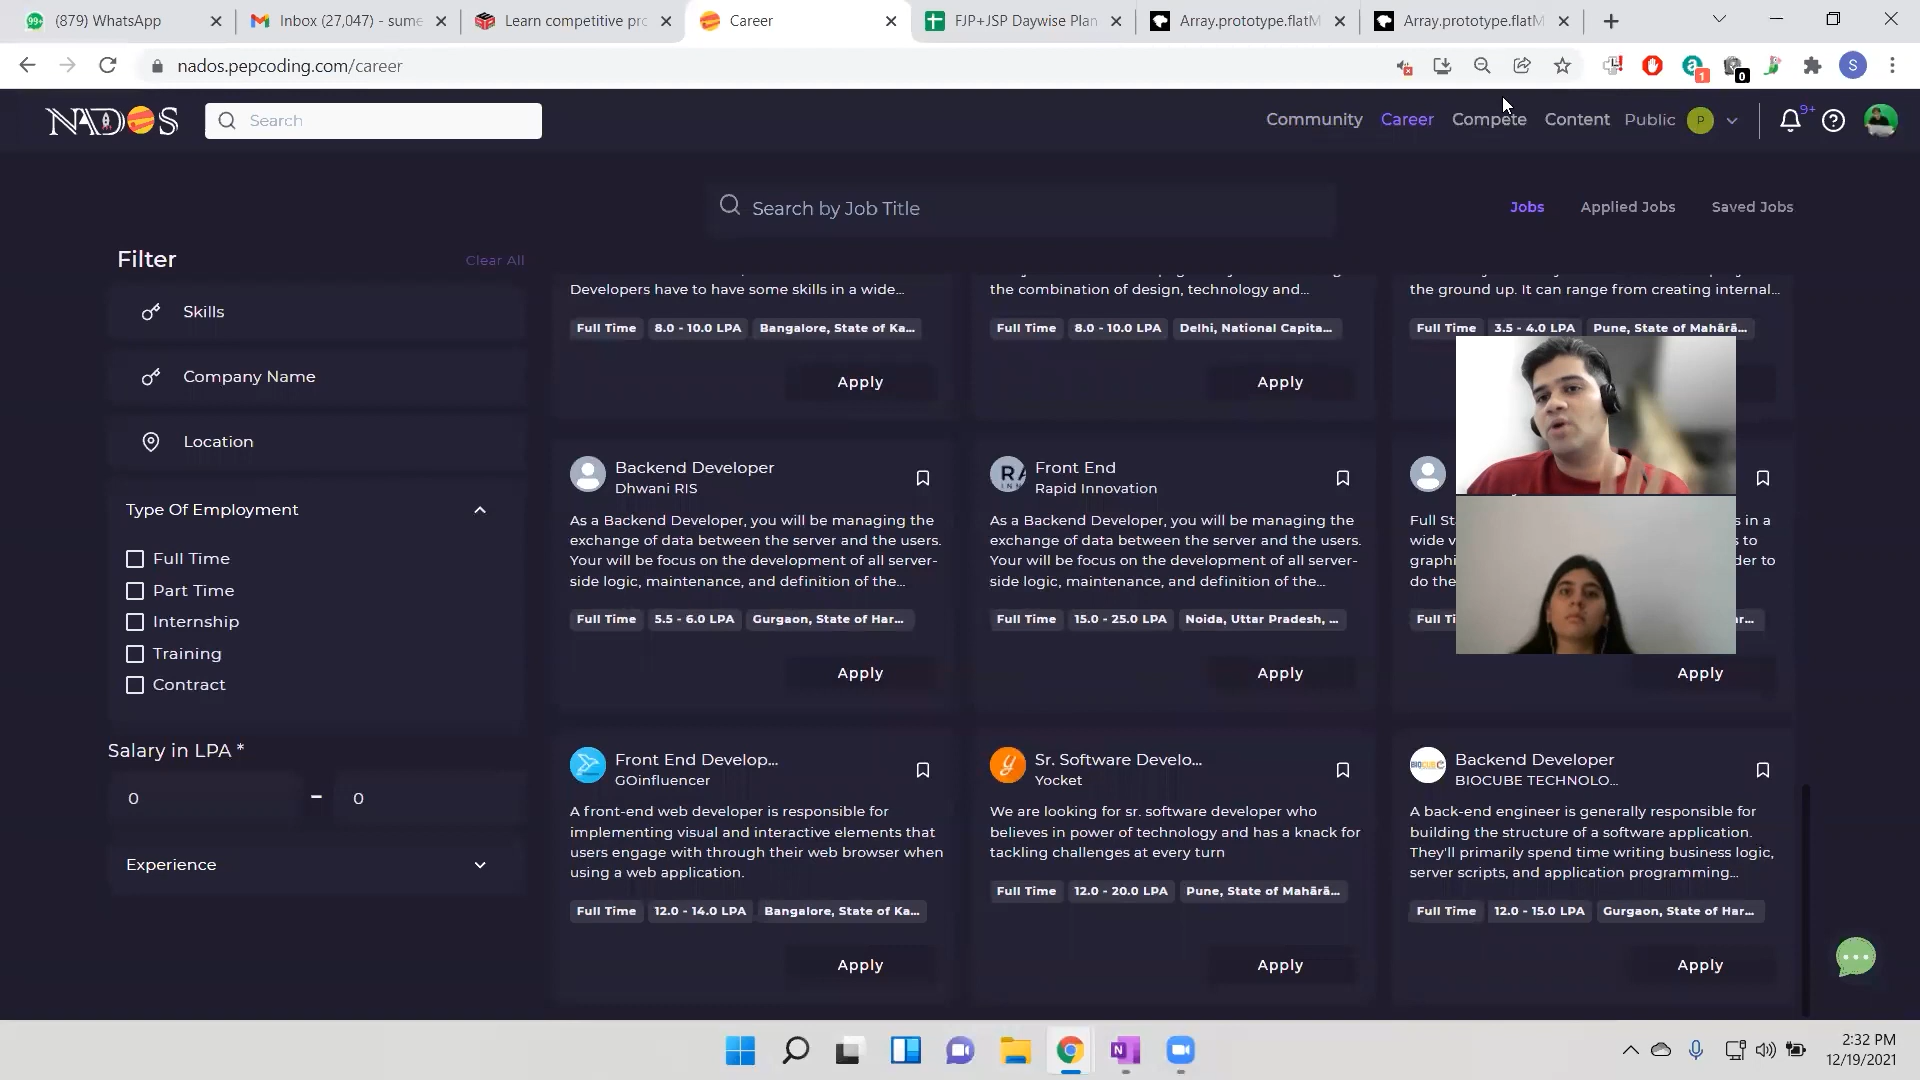 99+ (879) WhatsApp
Inbox (27,047) - sume
Learn competitive pro
Career
FJP+JSP Daywise Plan
Array.prototype.flatM
Array.prototype.flatM
nados.pepcoding.com/career
1
0
S
NADOS
Search
Community
Career
Compete
Content
Public
P
9+
Search by Job Title
Jobs
Applied Jobs
Saved Jobs
Filter
Clear All
Skills
Company Name
Location
Type Of Employment
Full Time
Part Time
Internship
Training
Contract
Salary in LPA *
0 - 0
Experience
Developers have to have some skills in a wide...
Full Time 8.0 - 10.0 LPA Bangalore, State of Ka...
Apply
the combination of design, technology and...
Full Time 8.0 - 10.0 LPA Delhi, National Capita...
Apply
the ground up. It can range from creating internal...
Full Time 3.5 - 4.0 LPA Pune, State of Mahārā...
Backend Developer
Dhwani RIS
As a Backend Developer, you will be managing the
exchange of data between the server and the users.
Your will be focus on the development of all server-
side logic, maintenance, and definition of the...
Full Time 5.5 - 6.0 LPA Gurgaon, State of Har...
Apply
Front End
Rapid Innovation
As a Backend Developer, you will be managing the
exchange of data between the server and the users.
Your will be focus on the development of all server-
side logic, maintenance, and definition of the...
Full Time 15.0 - 25.0 LPA Noida, Uttar Pradesh, ...
Apply
Full St
s in a
wide v
s to
graphi
der to
do the
Full Ti
r...
Apply
Front End Develop...
GOinfluencer
A front-end web developer is responsible for
implementing visual and interactive elements that
users engage with through their web browser when
using a web application.
Full Time 12.0 - 14.0 LPA Bangalore, State of Ka...
Apply
Sr. Software Develo...
Yocket
We are looking for sr. software developer who
believes in power of technology and has a knack for
tackling challenges at every turn
Full Time 12.0 - 20.0 LPA Pune, State of Mahārā...
Apply
Backend Developer
BIOCUBE TECHNOLO...
A back-end engineer is generally responsible for
building the structure of a software application.
They'll primarily spend time writing business logic,
server scripts, and application programming...
Full Time 12.0 - 15.0 LPA Gurgaon, State of Har...
Apply
2:32 PM
12/19/2021